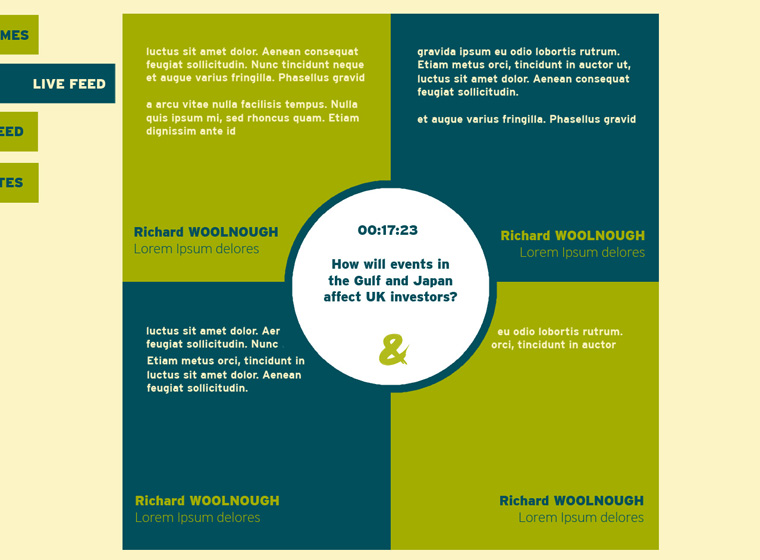 MES
LIVE FEED
EED
TES
luctus sit amet dolor. Aenean consequat
feugiat sollicitudin. Nunc tincidunt neque
et augue varius fringilla. Phasellus gravid
a arcu vitae nulla facilisis tempus. Nulla
quis ipsum mi, sed rhoncus quam. Etiam
dignissim ante id
Richard WOOLNOUGH
Lorem Ipsum delores
gravida ipsum eu odio lobortis rutrum.
Etiam metus orci, tincidunt in auctor ut,
luctus sit amet dolor. Aenean consequat
feugiat sollicitudin.
et augue varius fringilla. Phasellus gravid
Richard WOOLNOUGH
Lorem Ipsum delores
00:17:23
How will events in
the Gulf and Japan
affect UK investors?
&
luctus sit amet dolor. Aer
feugiat sollicitudin. Nunc
Etiam metus orci, tincidunt in
luctus sit amet dolor. Aenean
feugiat sollicitudin.
Richard WOOLNOUGH
Lorem Ipsum delores
eu odio lobortis rutrum.
orci, tincidunt in auctor
Richard WOOLNOUGH
Lorem Ipsum delores